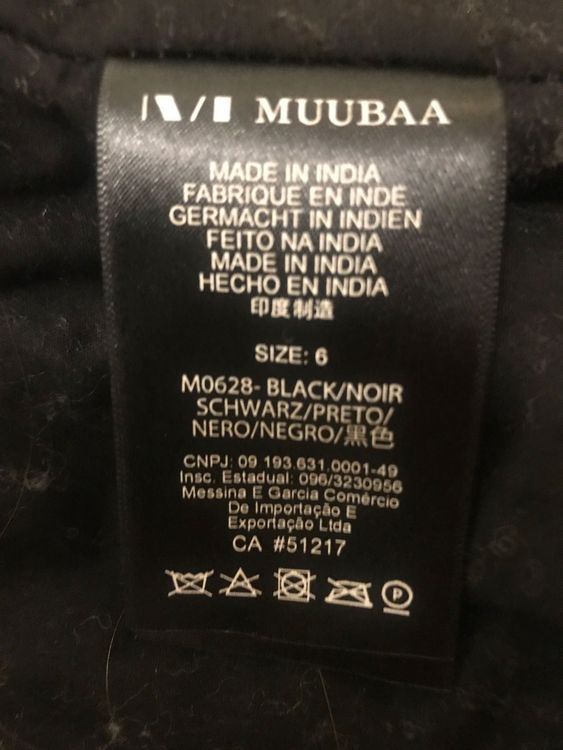 MUUBAA
MADE IN INDIA
FABRIQUE EN INDE
GERMACHT IN INDIEN
FEITO NA INDIA
MADE IN INDIA
HECHO EN INDIA
印度制造
SIZE: 6
M0628- BLACK/NOIR
SCHWARZ/PRETO/
NERO/NEGRO/黑色
CNPJ: 09.193.631.0001-49
Insc. Estadual: 096/3230956
Messina E Garcia Comércio
De Importação E
Exportação Ltda
CA #51217
P